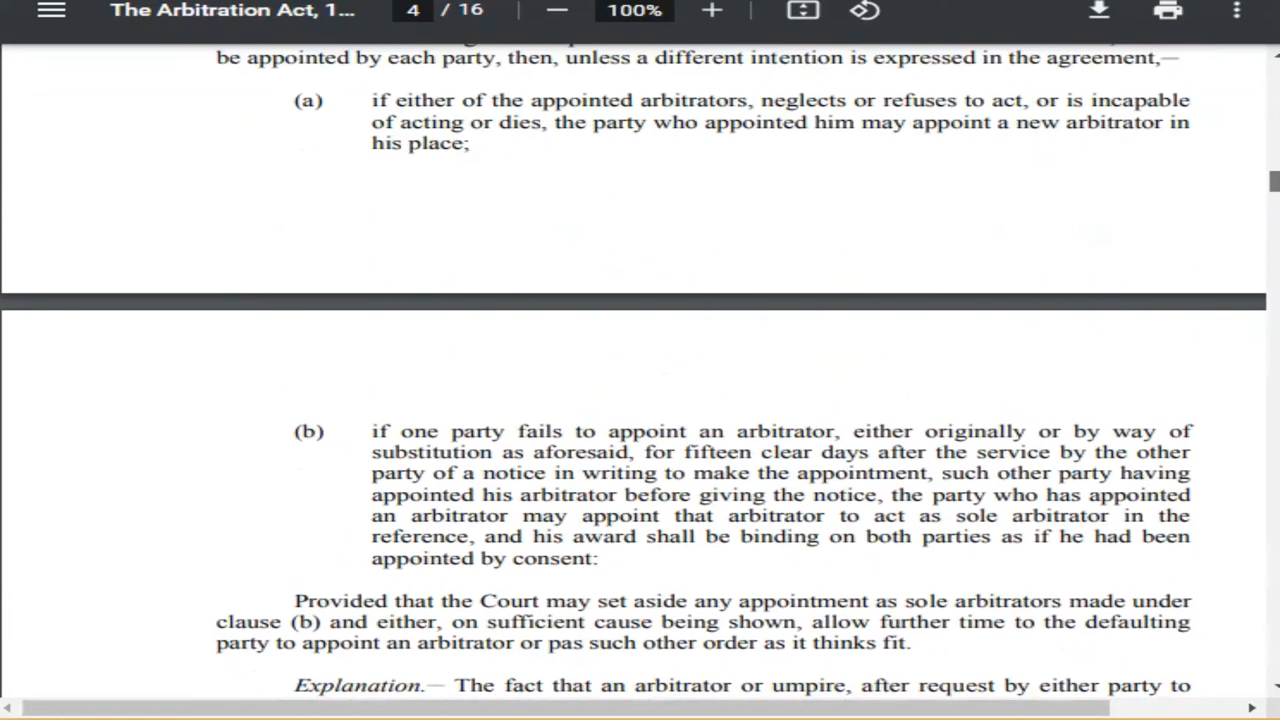 The Arbitration Act, 1... 4 / 16 — 100% +
be appointed by each party, then, unless a different intention is expressed in the agreement,—
(a) if either of the appointed arbitrators, neglects or refuses to act, or is incapable
of acting or dies, the party who appointed him may appoint a new arbitrator in
his place;
(b) if one party fails to appoint an arbitrator, either originally or by way of
substitution as aforesaid, for fifteen clear days after the service by the other
party of a notice in writing to make the appointment, such other party having
appointed his arbitrator before giving the notice, the party who has appointed
an arbitrator may appoint that arbitrator to act as sole arbitrator in the
reference, and his award shall be binding on both parties as if he had been
appointed by consent:
Provided that the Court may set aside any appointment as sole arbitrators made under
clause (b) and either, on sufficient cause being shown, allow further time to the defaulting
party to appoint an arbitrator or pas such other order as it thinks fit.
Explanation.— The fact that an arbitrator or umpire, after request by either party to